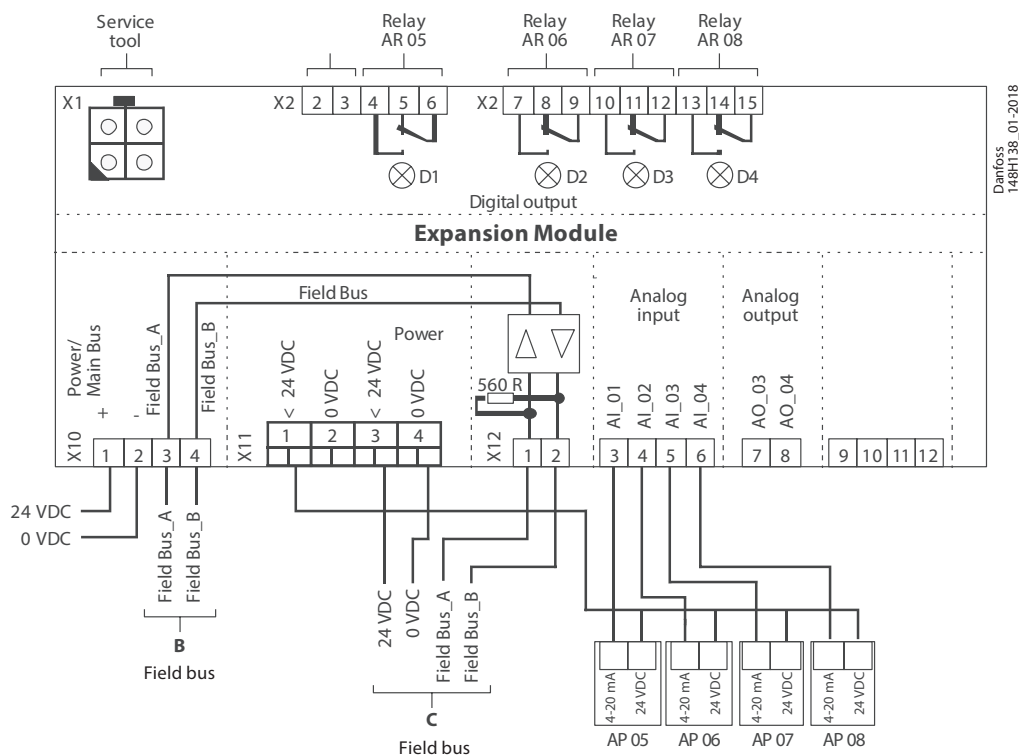 Service
tool
Relay
AR 05
Relay
AR 06
Relay
AR 07
Relay
AR 08
X1
X2 2 3 4 5 6
X2 7 8 9 10 11 12 13 14 15
D1
D2
D3
D4
Digital output
Danfoss
148H138_01-2018
Expansion Module
Field Bus
Power
Analog
input
Analog
output
Power/
Main Bus
+
-
Field Bus_A
Field Bus_B
< 24 VDC
0 VDC
< 24 VDC
0 VDC
560 R
AI_01
AI_02
AI_03
AI_04
AO_03
AO_04
X10 1 2 3 4
X11 1 2 3 4
X12 1 2
3 4 5 6
7 8
9 10 11 12
24 VDC
0 VDC
Field Bus_A
Field Bus_B
B
Field bus
24 VDC
0 VDC
Field Bus_A
Field Bus_B
C
Field bus
4-20 mA
24 VDC
4-20 mA
24 VDC
4-20 mA
24 VDC
4-20 mA
24 VDC
AP 05
AP 06
AP 07
AP 08